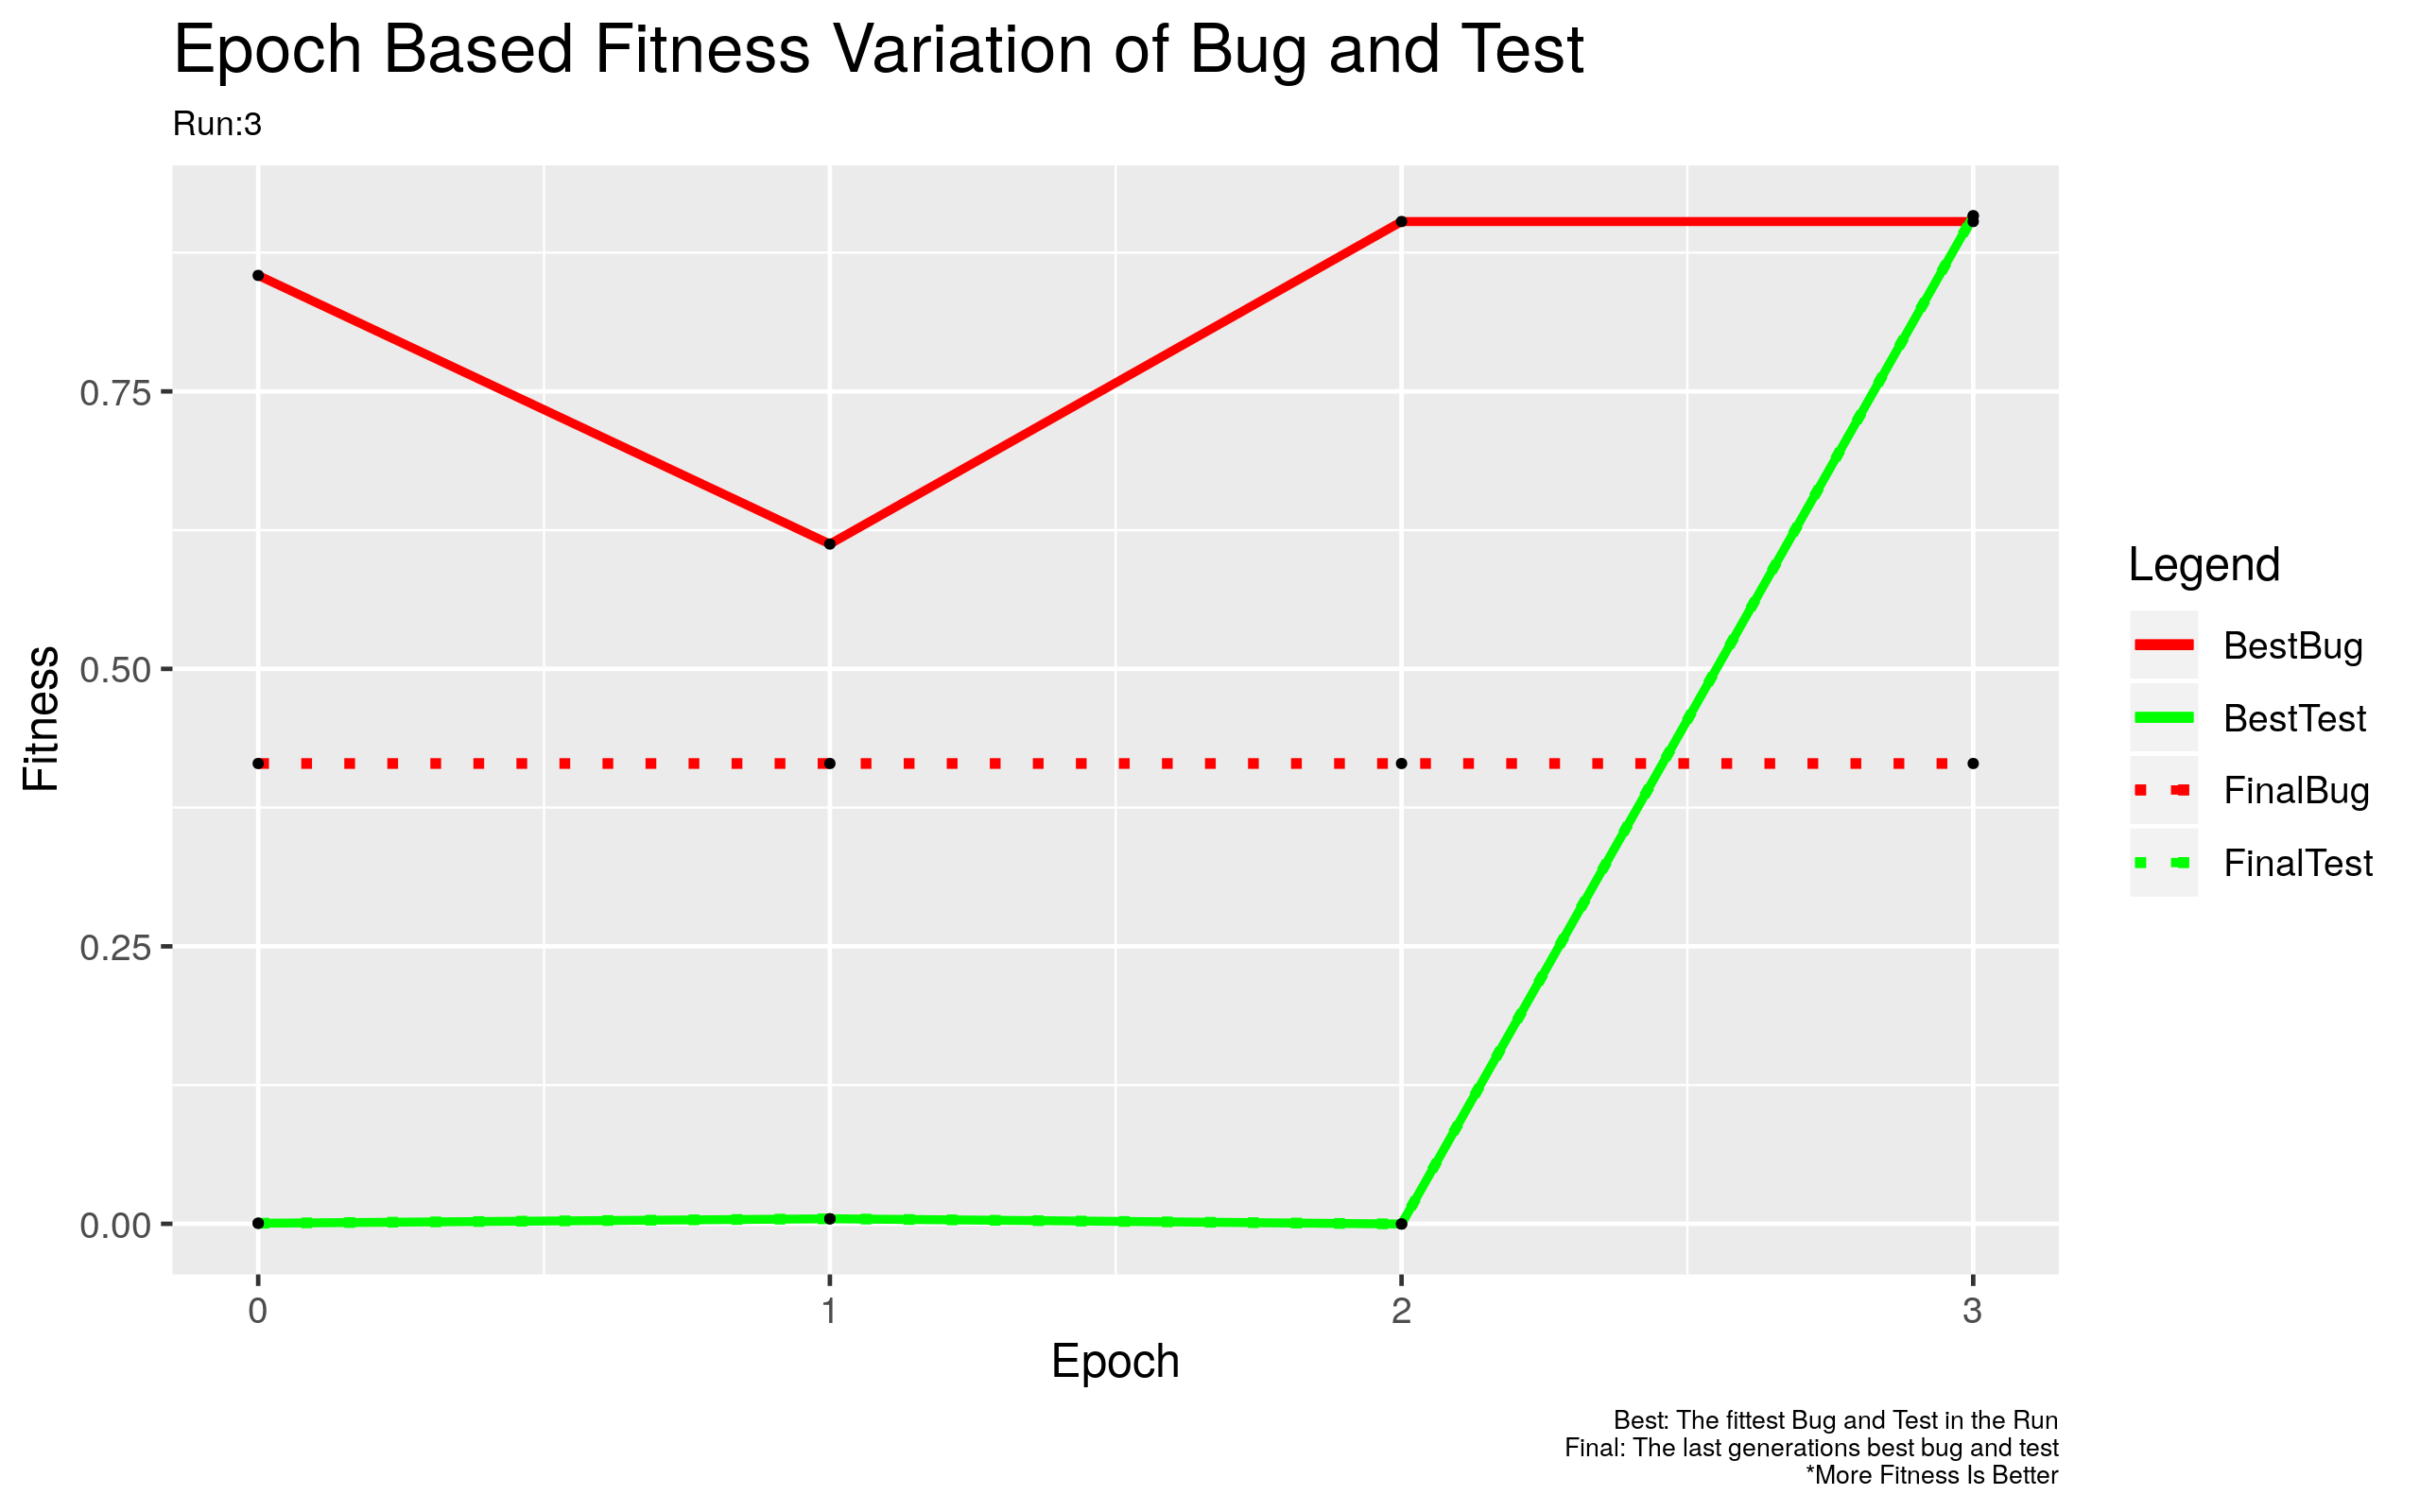 Epoch Based Fitness Variation of Bug and Test
Run:3
Fitness
0.75
0.50
0.25
0.00
0
1
2
3
Epoch
Legend
BestBug
BestTest
FinalBug
FinalTest
Best: The fittest Bug and Test in the Run
Final: The last generations best bug and test
*More Fitness Is Better